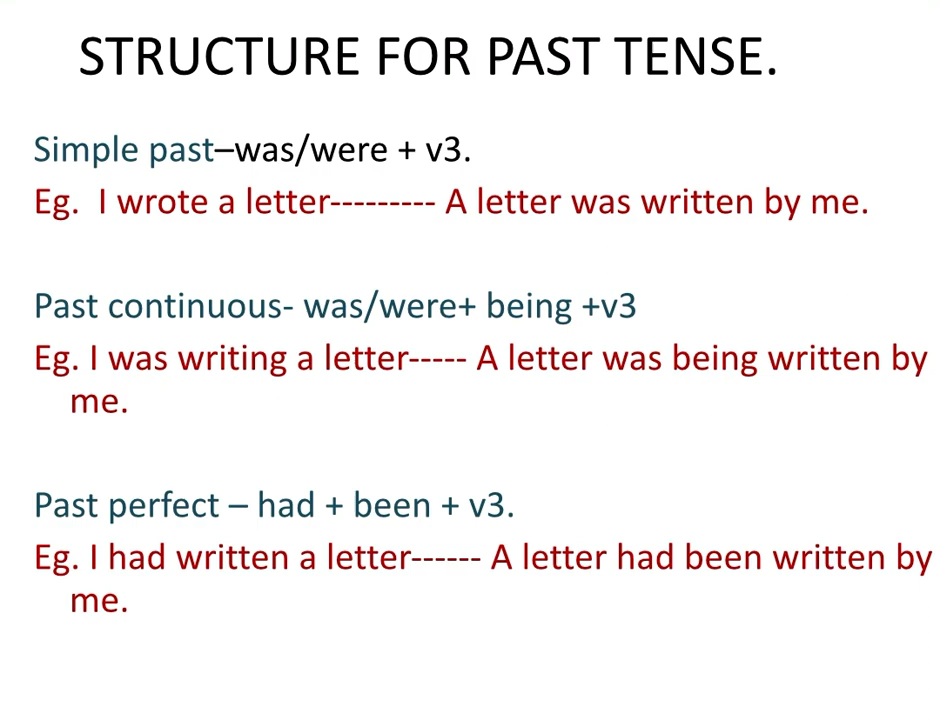 STRUCTURE FOR PAST TENSE.
Simple past–was/were + v3.
Eg.  I wrote a letter--------- A letter was written by me.
Past continuous- was/were+ being +v3
Eg. I was writing a letter----- A letter was being written by
me.
Past perfect – had + been + v3.
Eg. I had written a letter------ A letter had been written by
me.